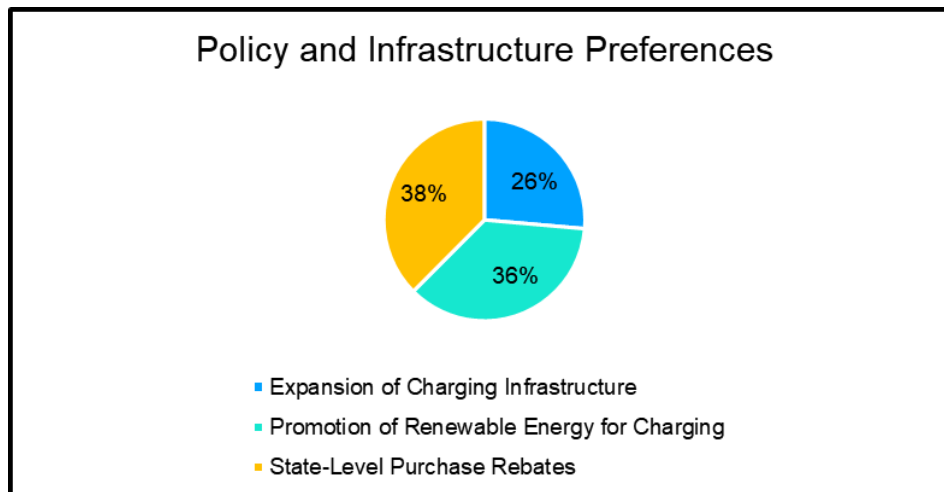 Policy and Infrastructure Preferences
26%
38%
36%
Expansion of Charging Infrastructure
Promotion of Renewable Energy for Charging
State-Level Purchase Rebates